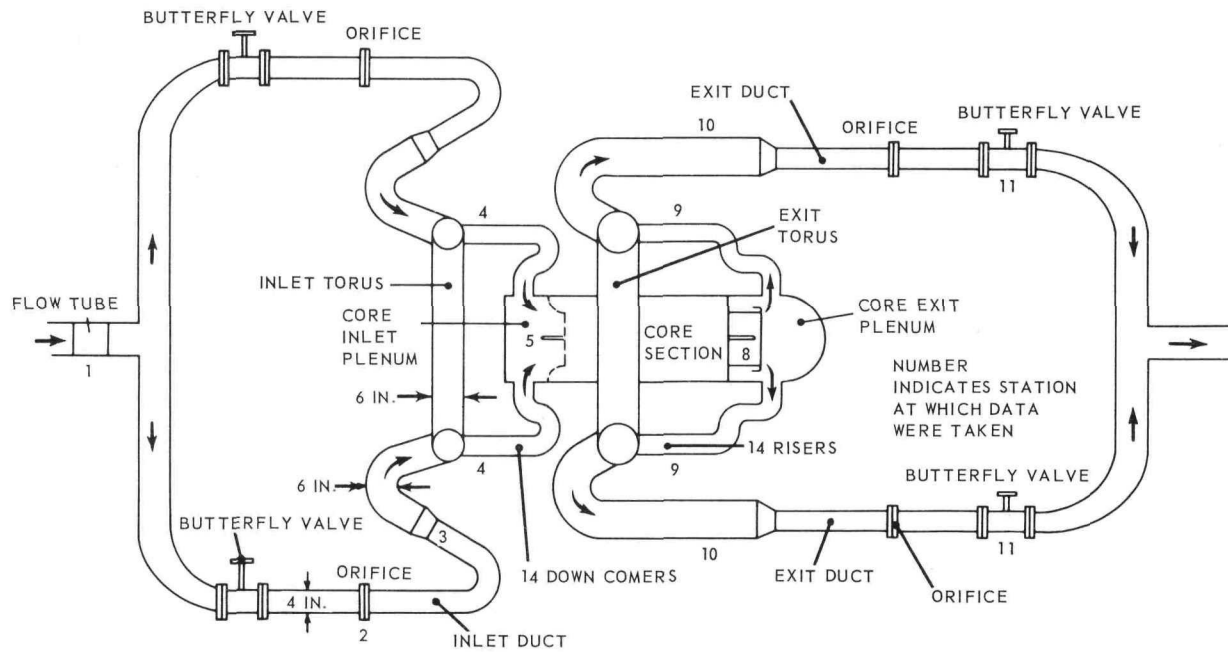 BUTTERFLY VALVE
ORIFICE
EXIT DUCT
10
ORIFICE
BUTTERFLY VALVE
11
4
9
EXIT
TORUS
INLET TORUS
FLOW TUBE
1
CORE
INLET
PLENUM
5
CORE
SECTION
8
CORE EXIT
PLENUM
NUMBER
INDICATES STATION
AT WHICH DATA
WERE TAKEN
6 IN.
4
14 RISERS
9
6 IN.
BUTTERFLY VALVE
BUTTERFLY VALVE
3
10
11
14 DOWN COMERS
ORIFICE
4 IN.
2
INLET DUCT
EXIT DUCT
ORIFICE